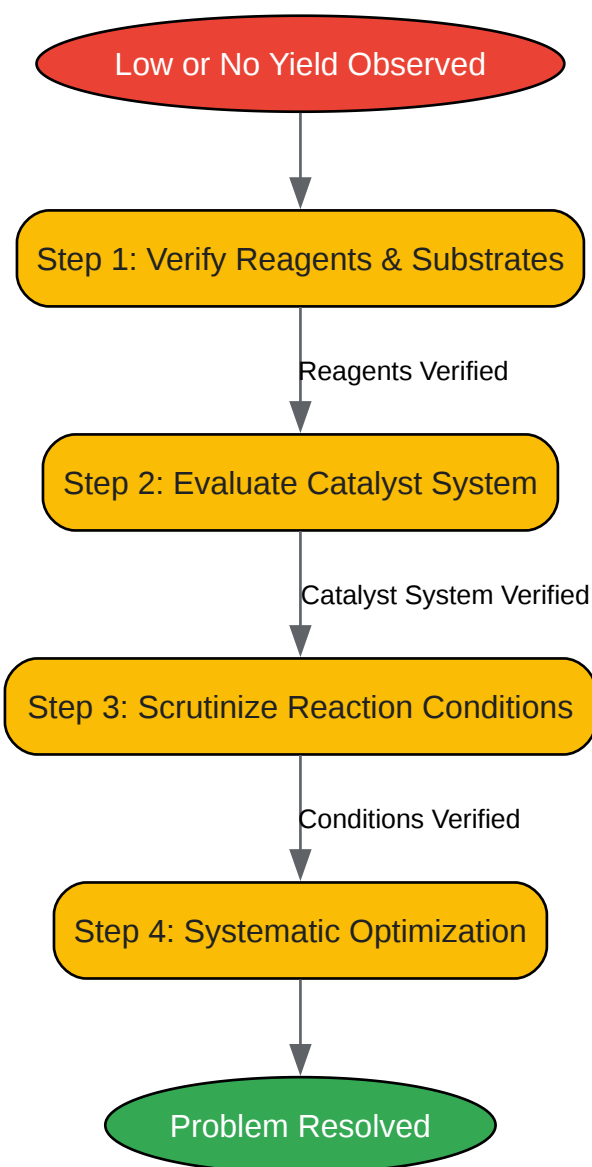 Low or No Yield Observed
Step 1: Verify Reagents & Substrates
Reagents Verified
Step 2: Evaluate Catalyst System
Catalyst System Verified
Step 3: Scrutinize Reaction Conditions
Conditions Verified
Step 4: Systematic Optimization
Problem Resolved